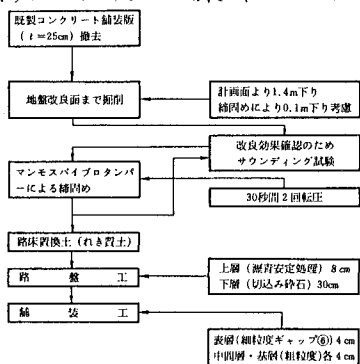 既製コンクリート舗装版
(t=25cm) 撤去
地盤改良面まで掘削
計画面より1.4m下り
締固めにより0.1m下り考慮
改良効果確認のため
サウンディング試験
マンモスバイブロタンパ
ーによる締固め
30秒間2回転圧
路床置換土(れき質土)
路盤工
上層(瀝青安定処理) 8cm
下層(切込み砕石) 30cm
舗装工
表層(細粒度ギャップ⑥) 4cm
中間層・基層(粗粒度)各4cm